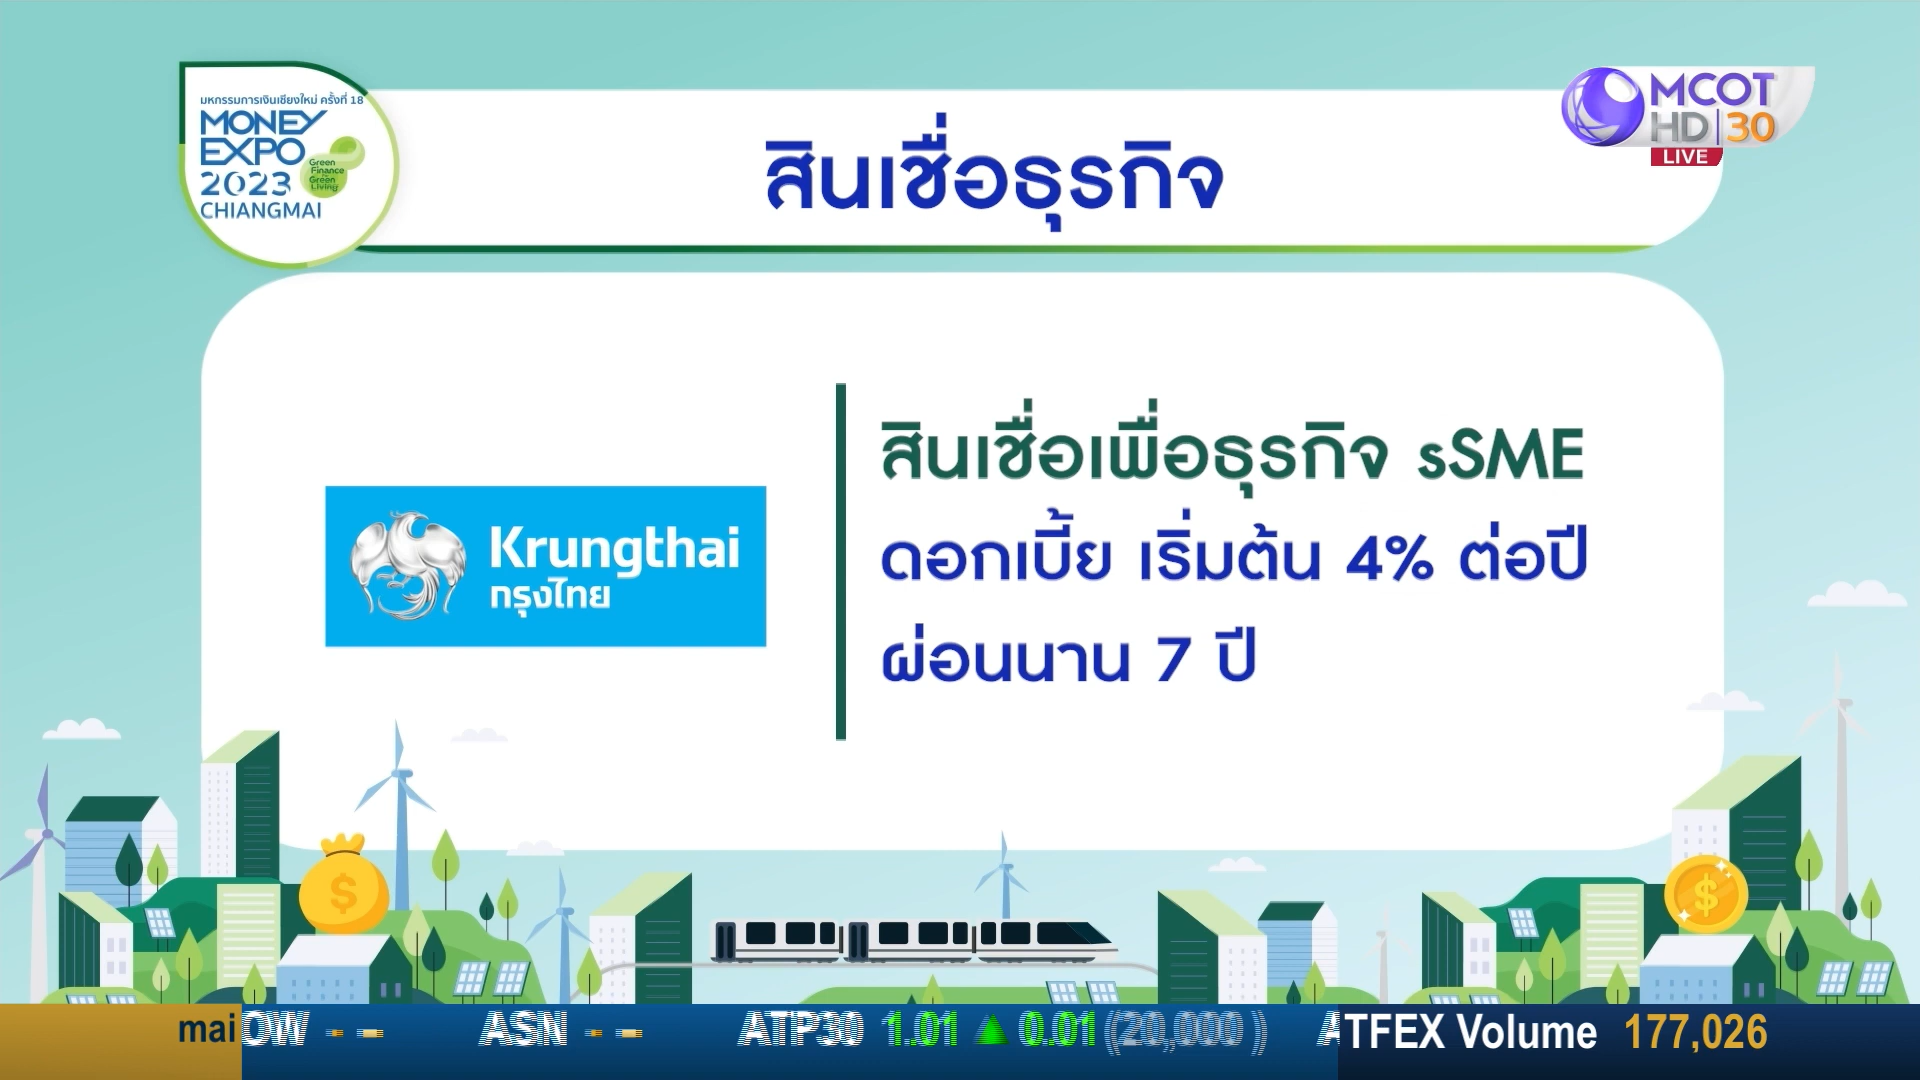 มหกรรมการเงินเชียงใหม่ ครั้งที่ 18
MONEY
EXPO
2023
CHIANGMAI
Green
Finance
Green
Living
MCOT
HD 30
LIVE
สินเชื่อธุรกิจ
Krungthai
กรุงไทย
สินเชื่อเพื่อธุรกิจ sSME
ดอกเบี้ย เริ่มต้น 4% ต่อปี
ผ่อนนาน 7 ปี
mai OW - - ASN - - ATP30 1.01 ▲ 0.01 (20,000) TFEX Volume 177,026